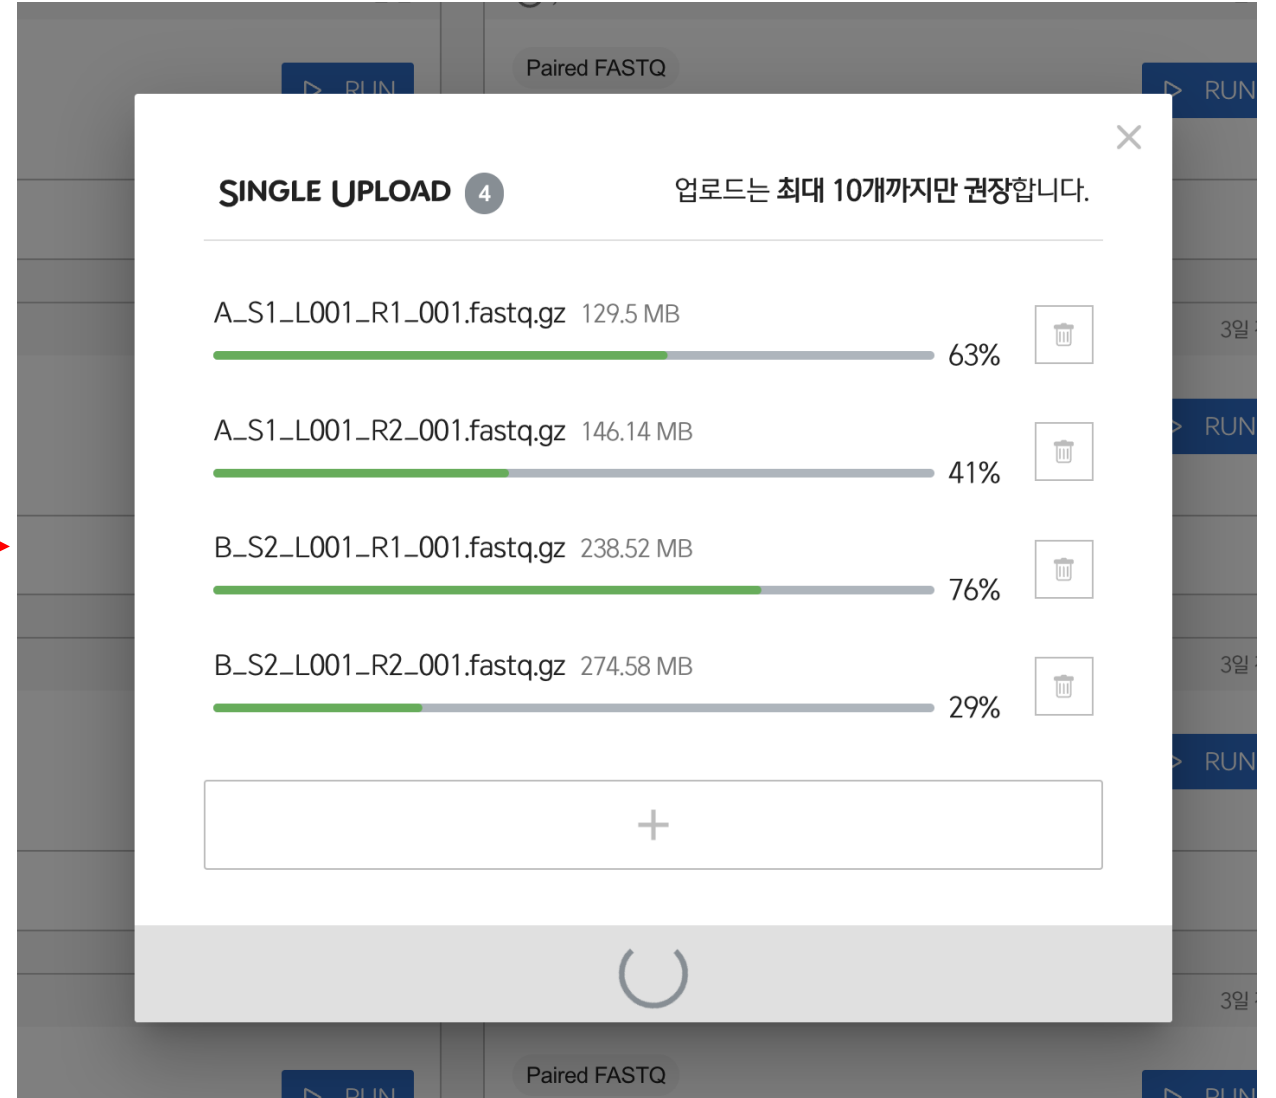 Paired FASTQ
RUN
RUN
SINGLE UPLOAD 4
업로드는 최대 10개까지만 권장합니다.
A_S1_L001_R1_001.fastq.gz 129.5 MB
63%
3일
A_S1_L001_R2_001.fastq.gz 146.14 MB
41%
RUN
B_S2_L001_R1_001.fastq.gz 238.52 MB
76%
B_S2_L001_R2_001.fastq.gz 274.58 MB
29%
3일
RUN
3일
Paired FASTQ
RUN
RUN